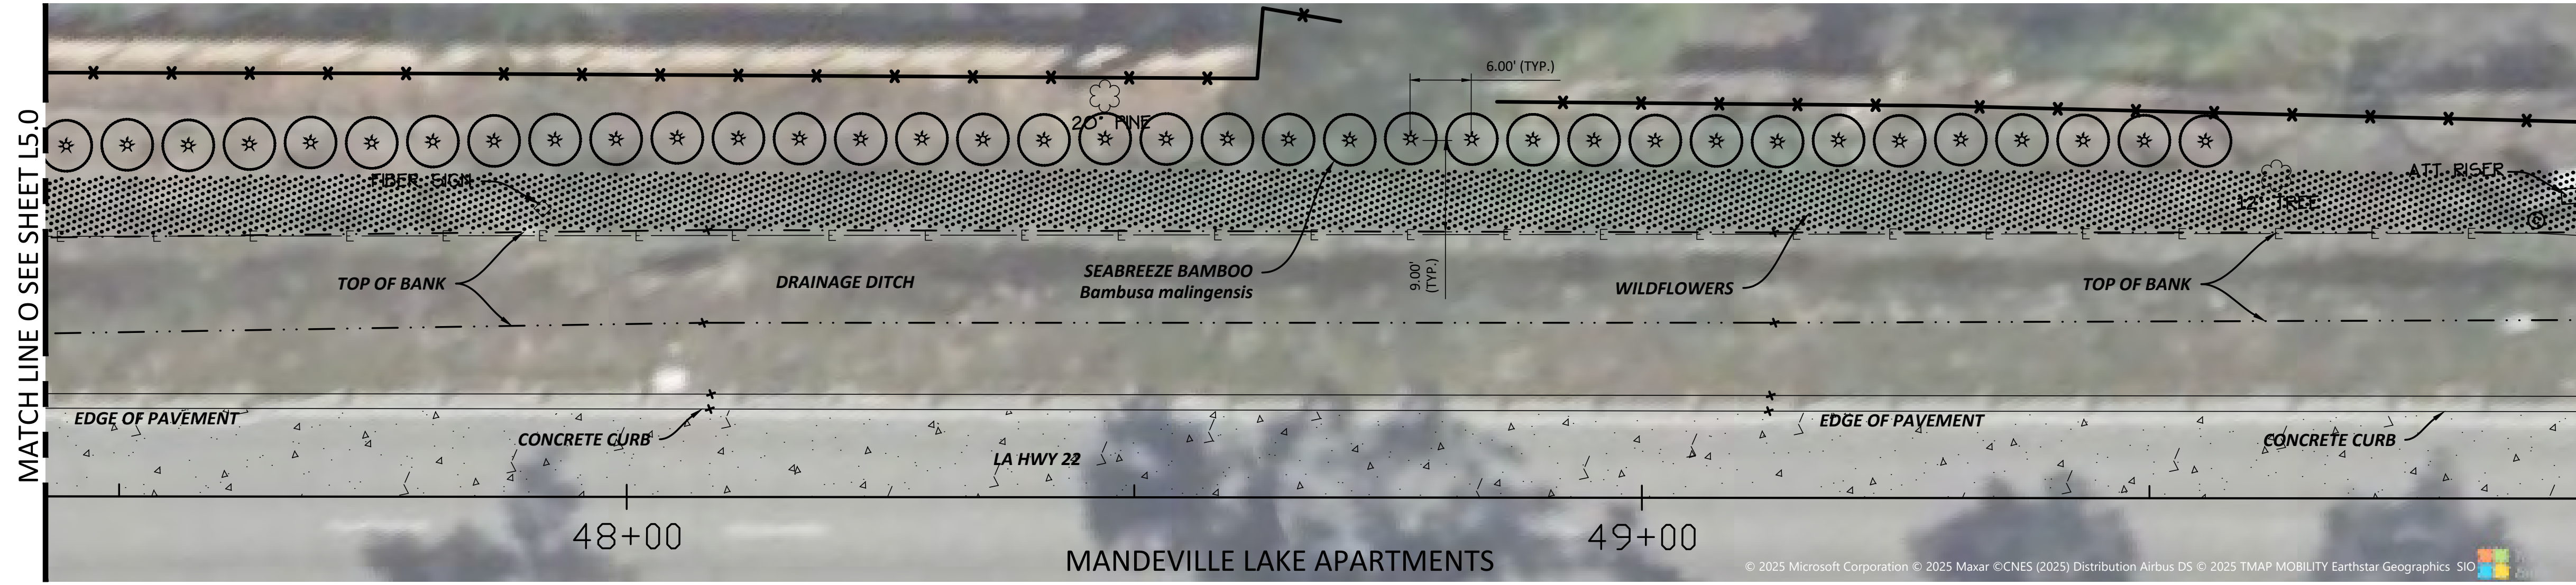 MATCH LINE O SEE SHEET L5.0
6.00' (TYP.)
20" PINE
FIBER SIGN
ATT. RISER
12" TREE
E E E E E E E E E E E E E E E E E E E E E E E E E E
TOP OF BANK
DRAINAGE DITCH
SEABREEZE BAMBOO
Bambusa malingensis
9.00'
(TYP.)
WILDFLOWERS
TOP OF BANK
EDGE OF PAVEMENT
CONCRETE CURB
LA HWY 22
EDGE OF PAVEMENT
CONCRETE CURB
48+00
49+00
MANDEVILLE LAKE APARTMENTS
© 2025 Microsoft Corporation © 2025 Maxar ©CNES (2025) Distribution Airbus DS © 2025 TMAP MOBILITY Earthstar Geographics SIO